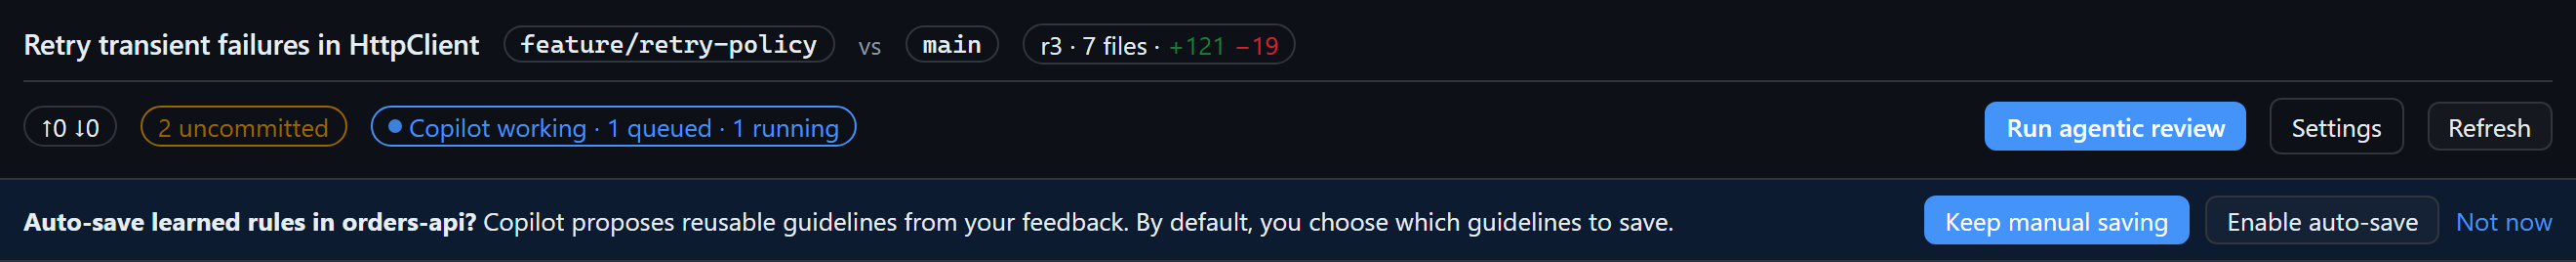 Retry transient failures in HttpClient feature/retry-policy vs main r3 · 7 files · +121 −19
↑0 ↓0 2 uncommitted Copilot working · 1 queued · 1 running Run agentic review Settings Refresh
Auto-save learned rules in orders-api? Copilot proposes reusable guidelines from your feedback. By default, you choose which guidelines to save. Keep manual saving Enable auto-save Not now